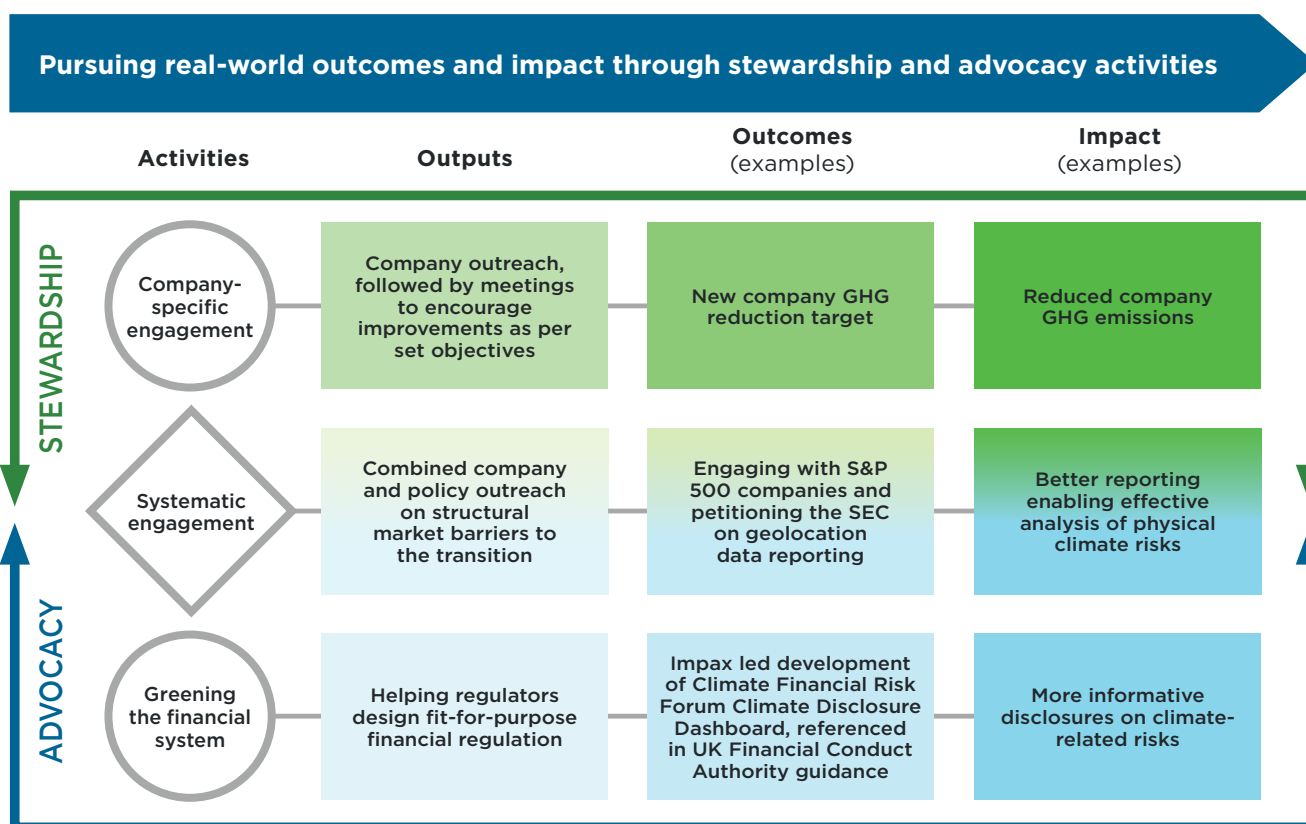 Pursuing real-world outcomes and impact through stewardship and advocacy activities
Activities
Outputs
Outcomes
(examples)
Impact
(examples)
STEWARDSHIP
Company-
specific
engagement
Company outreach,
followed by meetings
to encourage
improvements as per
set objectives
New company GHG
reduction target
Reduced company
GHG emissions
Systematic
engagement
Combined company
and policy outreach
on structural
market barriers to
the transition
Engaging with S&P
500 companies and
petitioning the SEC
on geolocation
data reporting
Better reporting
enabling effective
analysis of physical
climate risks
ADVOCACY
Greening
the financial
system
Helping regulators
design fit-for-purpose
financial regulation
Impax led development
of Climate Financial Risk
Forum Climate Disclosure
Dashboard, referenced
in UK Financial Conduct
Authority guidance
More informative
disclosures on climate-
related risks